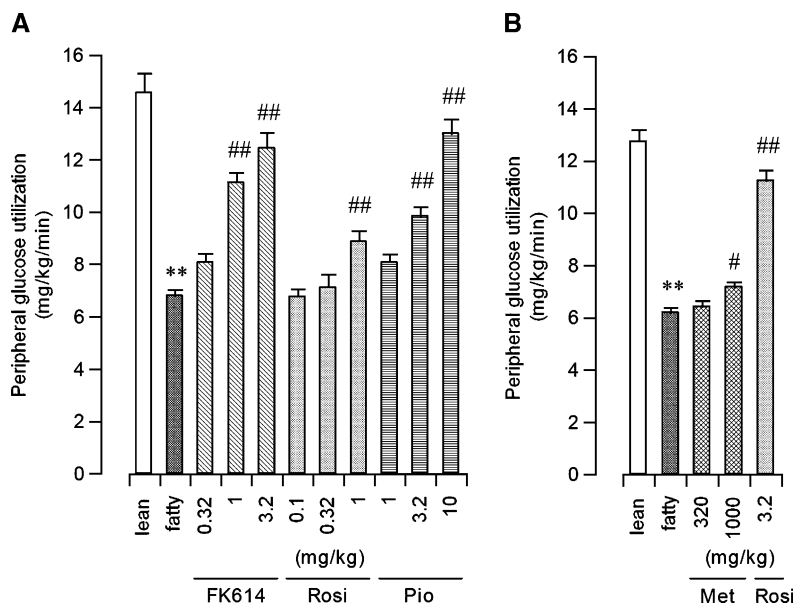 A
Peripheral glucose utilization
(mg/kg/min)
16
14
12
10
8
6
4
2
0
**
##
##
##
##
##
lean
fatty
0.32
1
3.2
0.1
0.32
1
1
3.2
10
(mg/kg)
FK614
Rosi
Pio
B
Peripheral glucose utilization
(mg/kg/min)
16
14
12
10
8
6
4
2
0
**
#
##
lean
fatty
320
1000
3.2
(mg/kg)
Met
Rosi